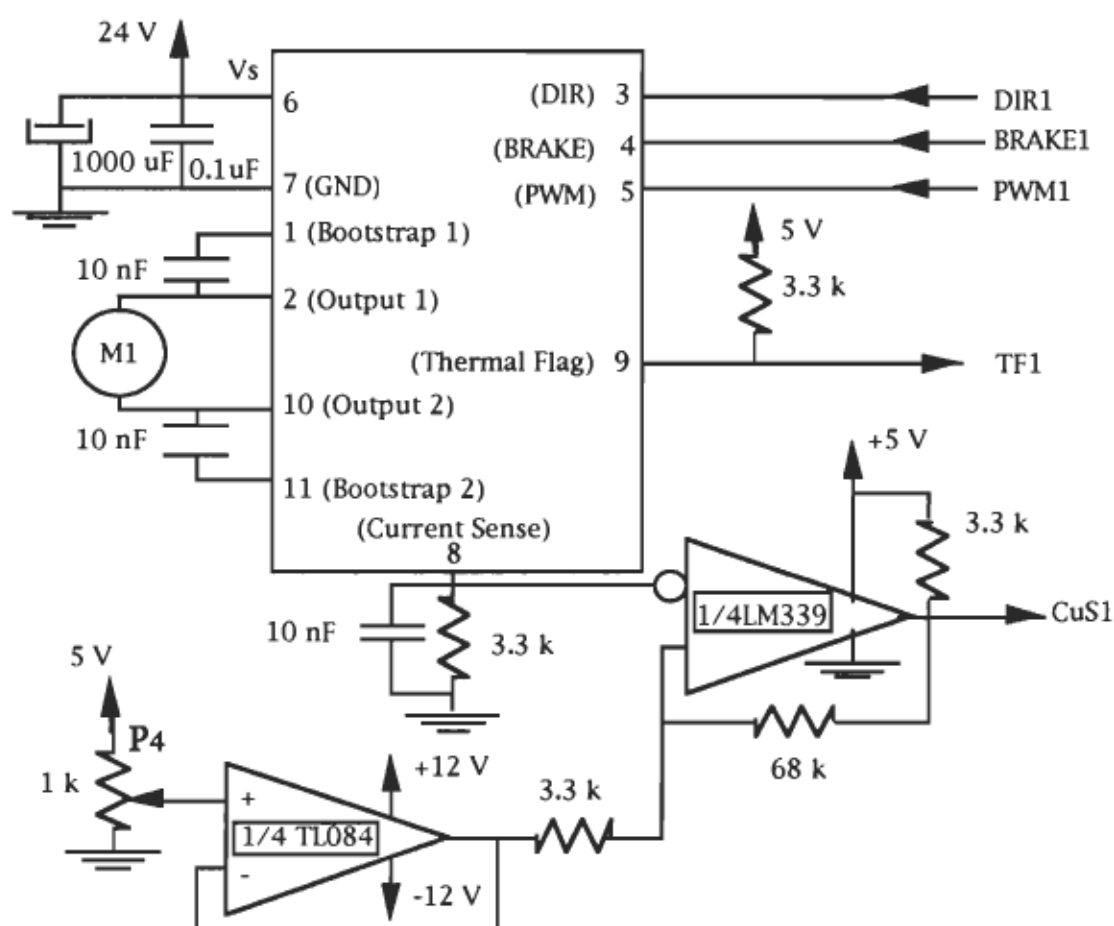 24 V
Vs
6
(DIR) 3
DIR1
1000 uF
0.1uF
(BRAKE) 4
BRAKE1
7 (GND)
(PWM) 5
PWM1
1 (Bootstrap 1)
5 V
10 nF
3.3 k
2 (Output 1)
M1
(Thermal Flag) 9
TF1
10 (Output 2)
10 nF
+5 V
11 (Bootstrap 2)
(Current Sense)
8
3.3 k
1/4LM339
CuS1
10 nF
3.3 k
5 V
P4
68 k
1 k
+12 V
3.3 k
+
1/4 TL084
-
-12 V